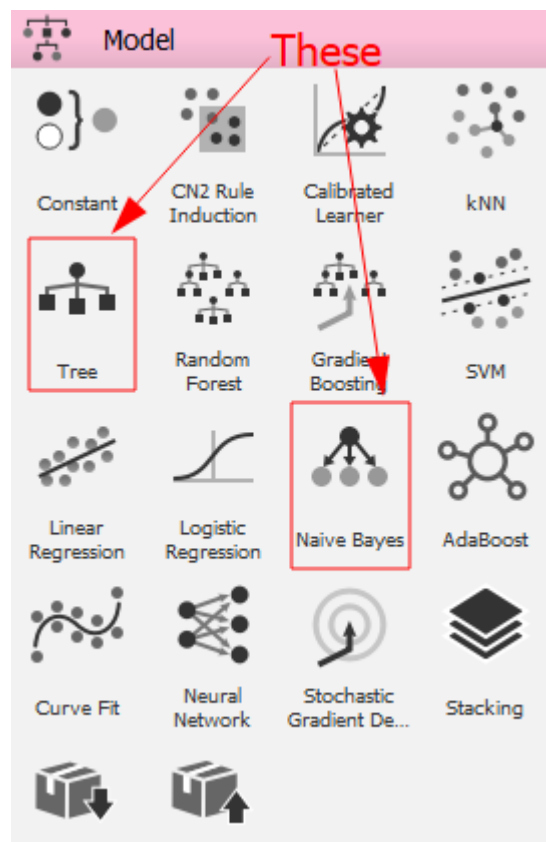 Model
These
Constant
CN2 Rule
Induction
Calibrated
Learner
kNN
Tree
Random
Forest
Gradient
Boosting
SVM
Linear
Regression
Logistic
Regression
Naive Bayes
AdaBoost
Curve Fit
Neural
Network
Stochastic
Gradient De...
Stacking